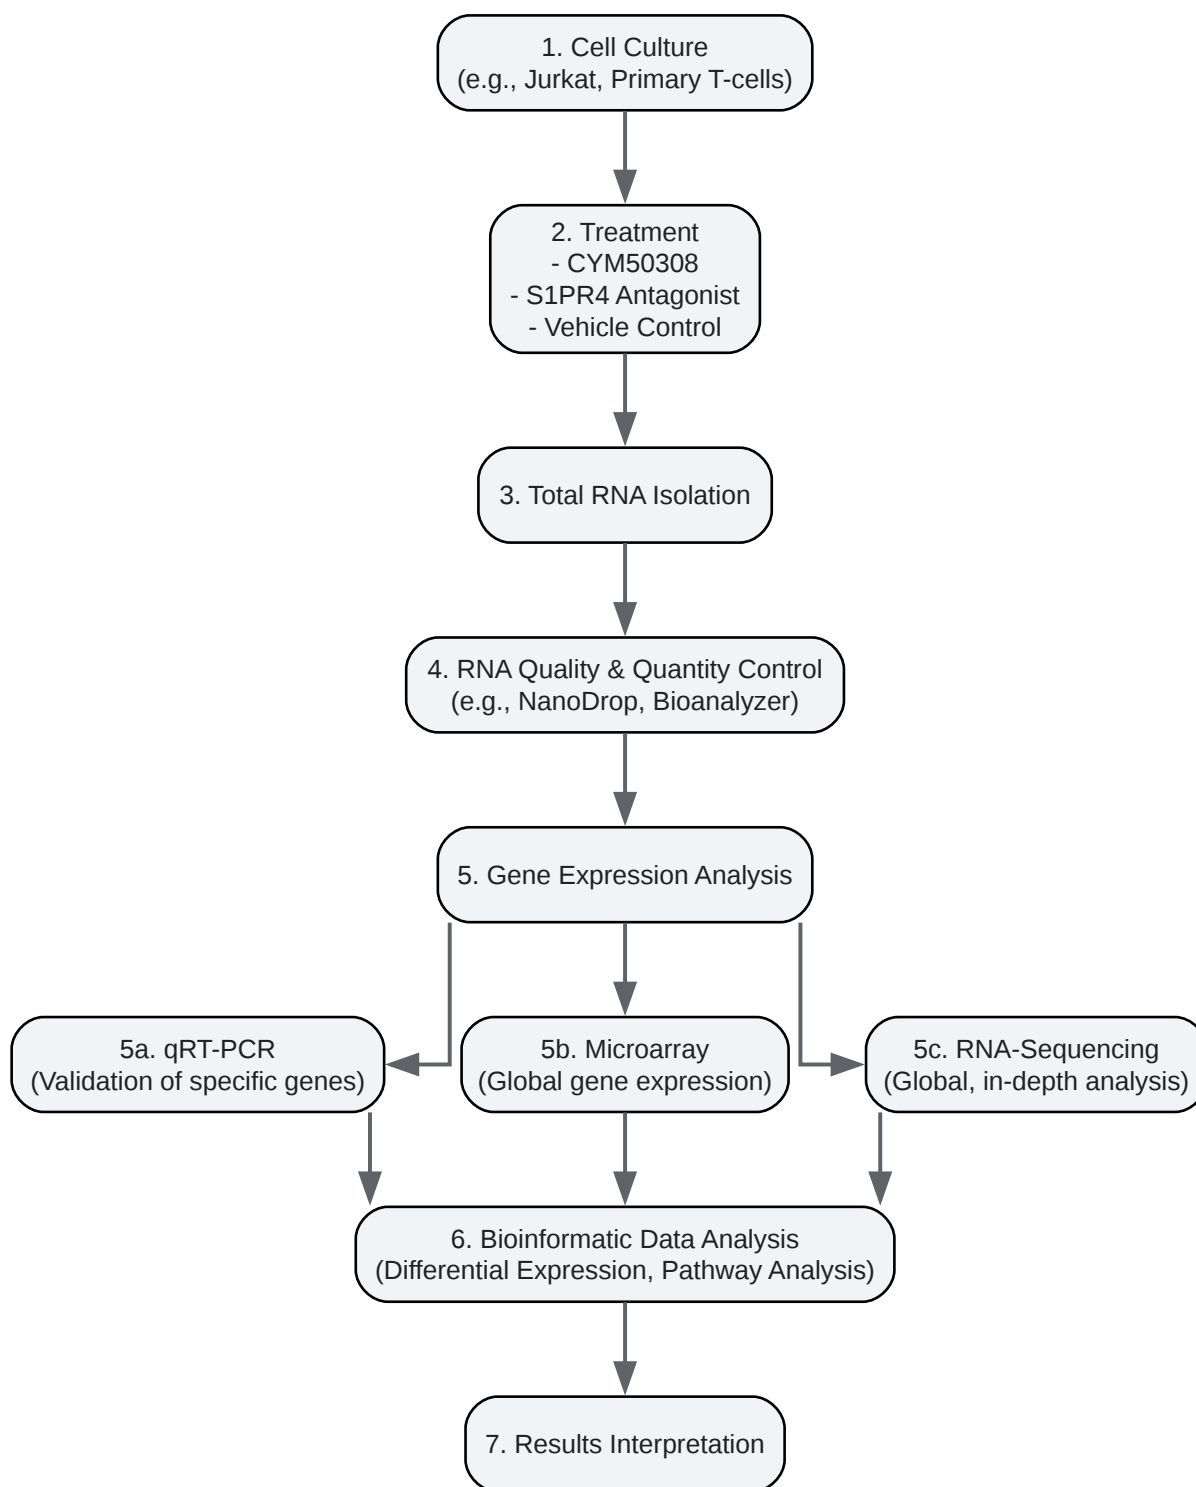 1. Cell Culture
(e.g., Jurkat, Primary T-cells)
2. Treatment
- CYM50308
- S1PR4 Antagonist
- Vehicle Control
3. Total RNA Isolation
4. RNA Quality & Quantity Control
(e.g., NanoDrop, Bioanalyzer)
5. Gene Expression Analysis
5a. qRT-PCR
(Validation of specific genes)
5b. Microarray
(Global gene expression)
5c. RNA-Sequencing
(Global, in-depth analysis)
6. Bioinformatic Data Analysis
(Differential Expression, Pathway Analysis)
7. Results Interpretation